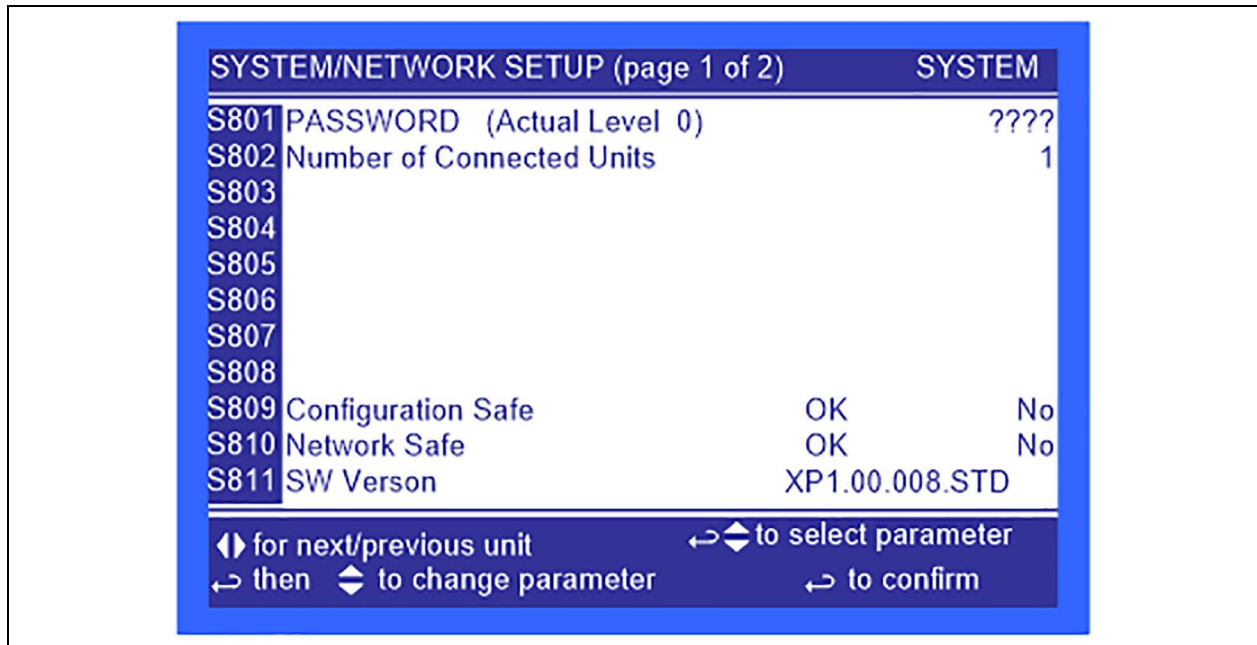 SYSTEM/NETWORK SETUP (page 1 of 2) SYSTEM
S801 PASSWORD (Actual Level 0) ????
S802 Number of Connected Units 1
S803
S804
S805
S806
S807
S808
S809 Configuration Safe OK No
S810 Network Safe OK No
S811 SW Verson XP1.00.008.STD
for next/previous unit to select parameter
then to change parameter to confirm